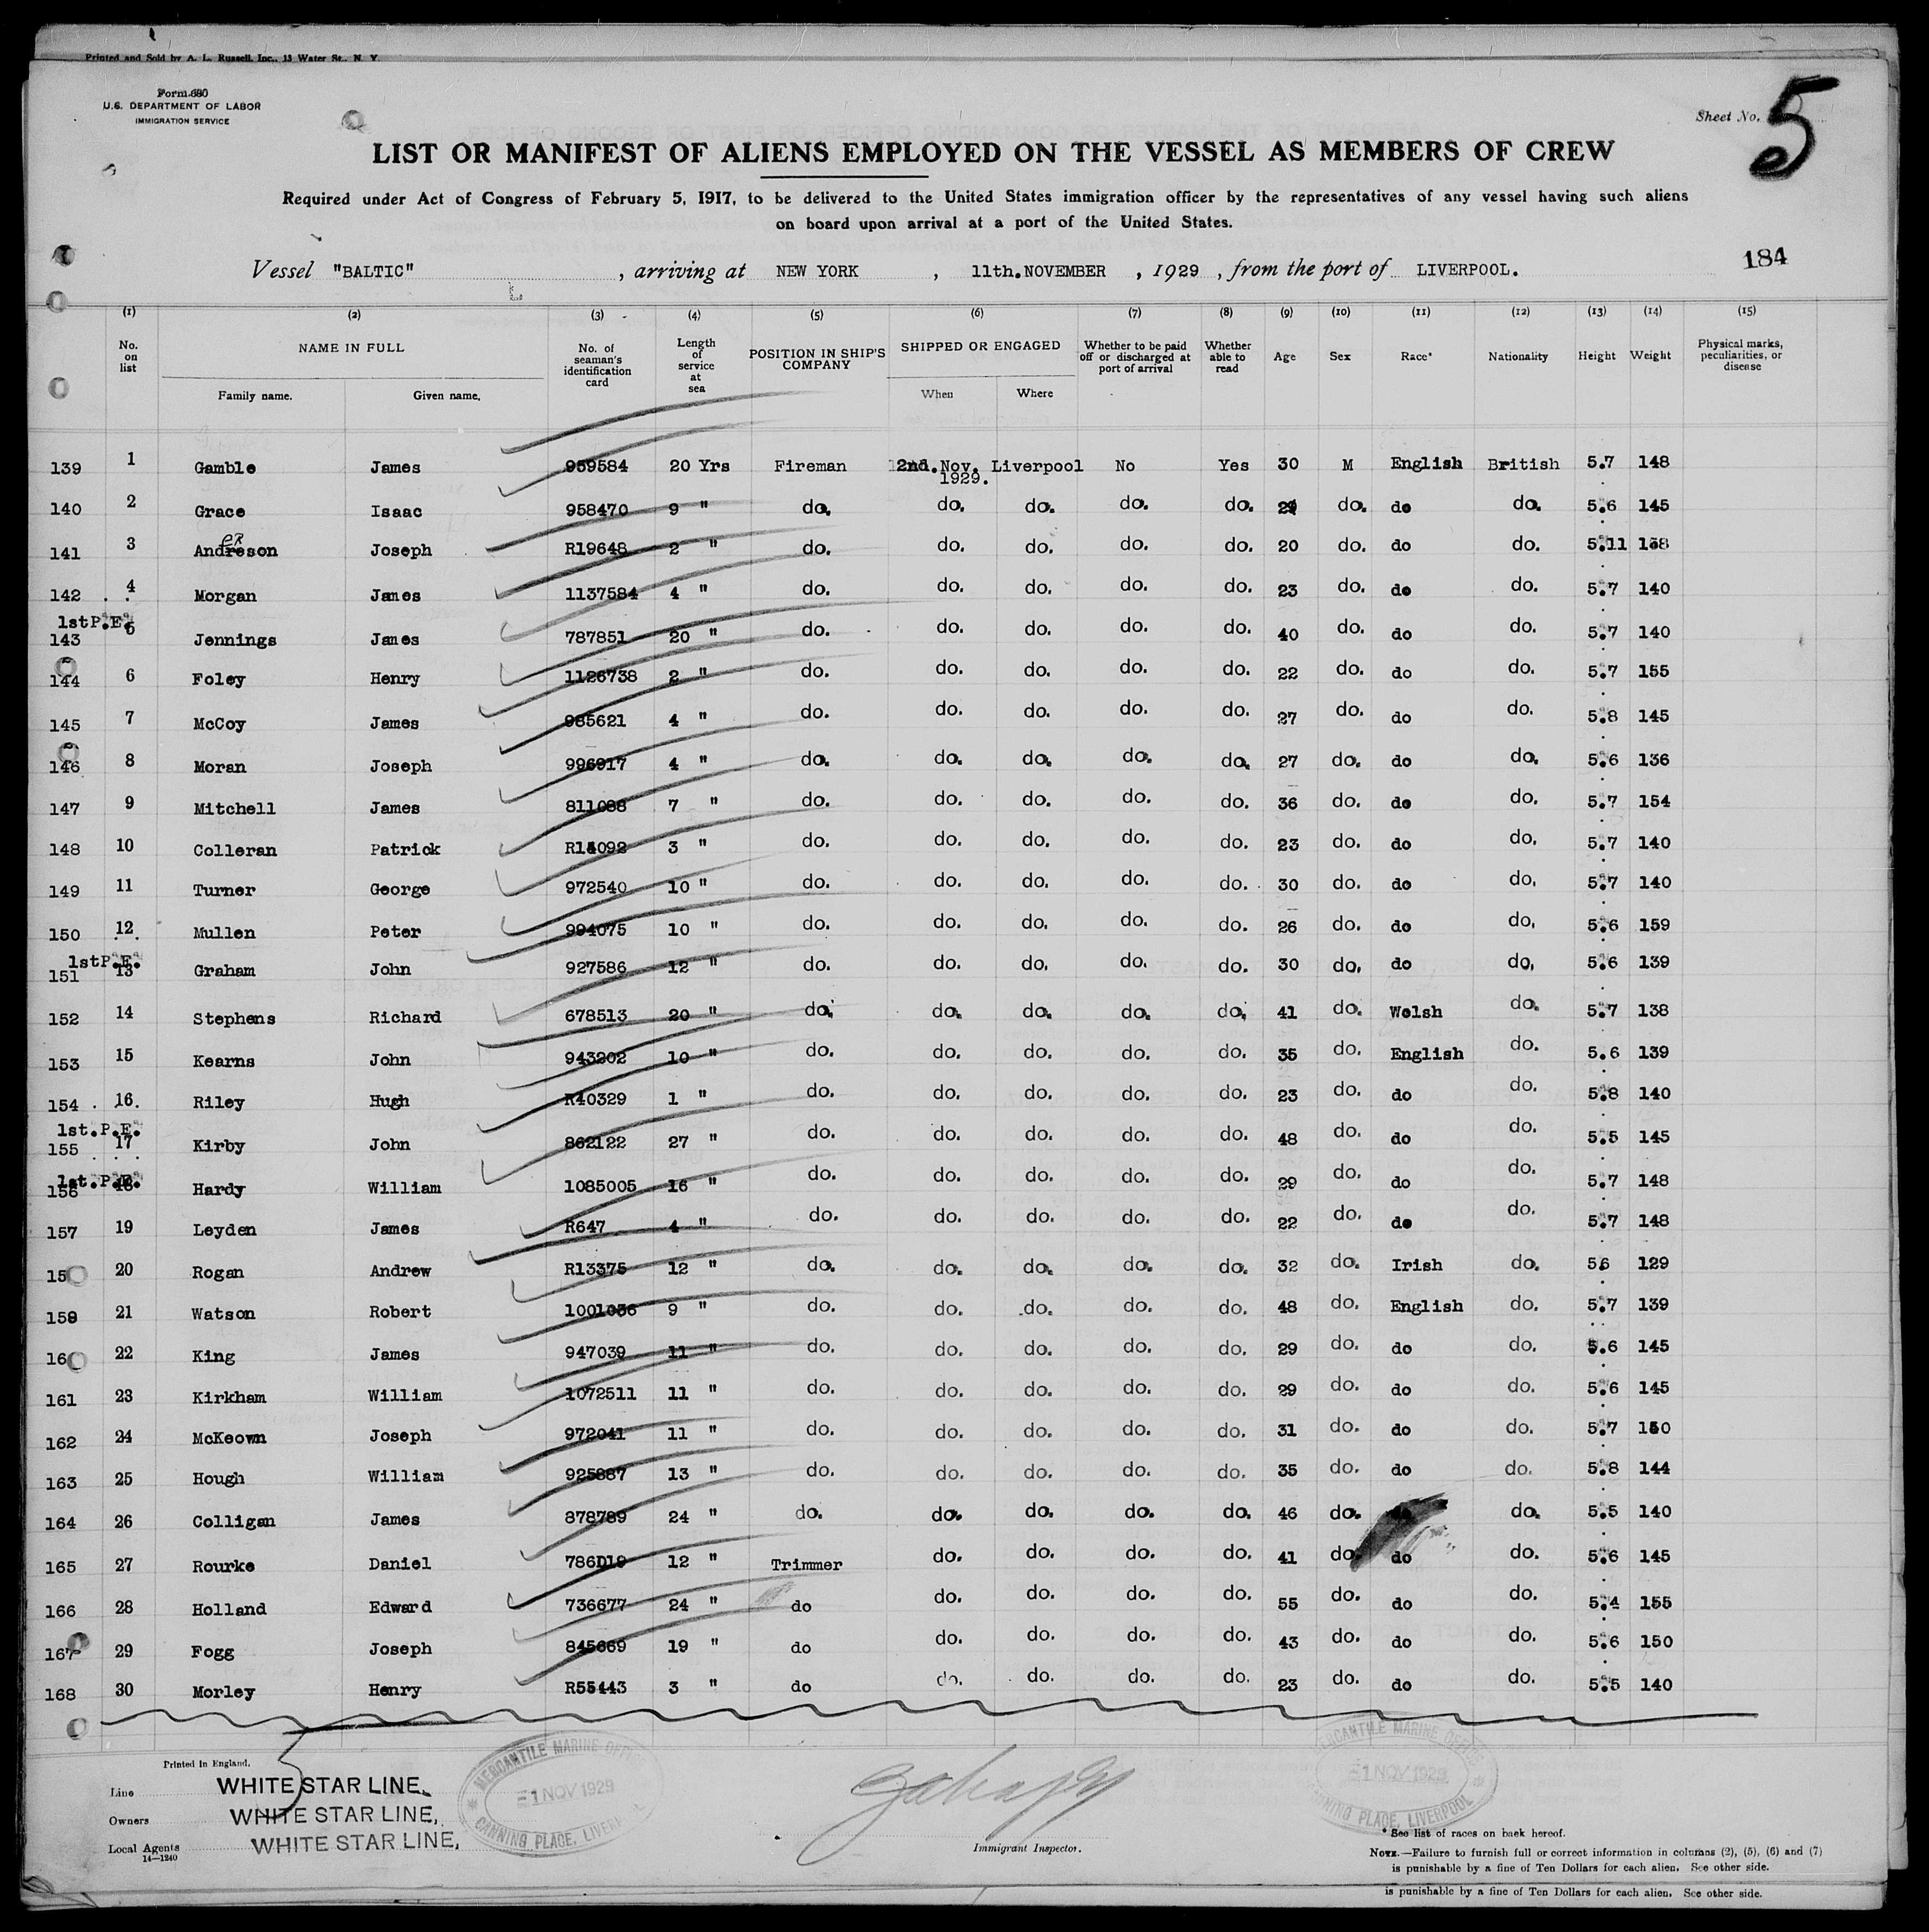 Printed and Sold by A. L. Russell, Inc., 13 Water St., N. Y.
Form 680
U.S. DEPARTMENT OF LABOR
IMMIGRATION SERVICE
Sheet No. 5
LIST OR MANIFEST OF ALIENS EMPLOYED ON THE VESSEL AS MEMBERS OF CREW
Required under Act of Congress of February 5, 1917, to be delivered to the United States immigration officer by the representatives of any vessel having such aliens
on board upon arrival at a port of the United States.
184
Vessel "BALTIC", arriving at NEW YORK, 11th.NOVEMBER, 1929, from the port of LIVERPOOL.
(1) (2) (3) (4) (5) (6) (7) (8) (9) (10) (11) (12) (13) (14) (15)
No. on list NAME IN FULL Family name. Given name. No. of seaman's identification card Length of service at sea POSITION IN SHIP'S COMPANY SHIPPED OR ENGAGED When Where Whether to be paid off or discharged at port of arrival Whether able to read Age Sex Race* Nationality Height Weight Physical marks, peculiarities, or disease
139 1 Gamble James 959584 20 Yrs Fireman 2nd.Nov. 1929. Liverpool No Yes 30 M English British 5.7 148
140 2 Grace Isaac 958470 9 " do. do. do. do. do. 29 do. do do. 5.6 145
er
141 3 Andreson Joseph R19648 2 " do. do. do. do. do. 20 do. do do. 5.11 138
142 4 Morgan James 1137584 4 " do. do. do. do. do. 23 do. do do. 5.7 140
1stP.E.
143 5 Jennings James 787851 20 " do. do. do. do. do. 40 do. do do. 5.7 140
144 6 Foley Henry 1126738 2 " do. do. do. do. do. 22 do. do do. 5.7 155
145 7 McCoy James 985621 4 " do. do. do. do. do. 27 do. do do. 5.8 145
146 8 Moran Joseph 996917 4 " do. do. do. do. do. 27 do. do do. 5.6 136
147 9 Mitchell James 811088 7 " do. do. do. do. do. 36 do. do do. 5.7 154
148 10 Colleran Patrick R14092 3 " do. do. do. do. do. 23 do. do do. 5.7 140
149 11 Turner George 972540 10 " do. do. do. do. do. 30 do. do do. 5.7 140
150 12 Mullen Peter 994075 10 " do. do. do. do. do. 26 do. do do. 5.6 159
1stP.E.
151 13 Graham John 927586 12 " do. do. do. do. do. 30 do. do do. 5.6 139
152 14 Stephens Richard 678513 20 " do. do. do. do. do. 41 do. Welsh do. 5.7 138
153 15 Kearns John 943202 10 " do. do. do. do. do. 35 do. English do. 5.6 139
154 16. Riley Hugh R40329 1 " do. do. do. do. do. 23 do. do do. 5.8 140
1st.P.E.
155 17 Kirby John 862122 27 " do. do. do. do. do. 48 do. do do. 5.5 145
1st.P.E.
156 18 Hardy William 1085005 16 " do. do. do. do. do. 29 do. do do. 5.7 148
157 19 Leyden James R647 4 " do. do. do. do. do. 22 do. do do. 5.7 148
15 20 Rogan Andrew R13375 12 " do. do. do. do. do. 32 do. Irish do. 56 129
159 21 Watson Robert 1001036 9 " do. do. do. do. do. 48 do. English do. 5.7 139
16 22 King James 947039 11 " do. do. do. do. do. 29 do. do do. 5.6 145
161 23 Kirkham William 1072511 11 " do. do. do. do. do. 29 do. do do. 5.6 145
162 24 McKeown Joseph 972041 11 " do. do. do. do. do. 31 do. do do. 5.7 150
163 25 Hough William 925887 13 " do. do. do. do. do. 35 do. do do. 5.8 144
164 26 Colligan James 878789 24 " do. do. do. do. do. 46 do. do. 5.5 140
165 27 Rourke Daniel 786D19 12 " Trimmer do. do. do. do. 41 do. do do. 5.6 145
166 28 Holland Edward 736677 24 " do do. do. do. do. 55 do. do do. 5.4 155
167 29 Fogg Joseph 845669 19 " do do. do. do. do. 43 do. do do. 5.6 150
168 30 Morley Henry R55443 3 " do do. do. do. do. 23 do. do do. 5.5 140
Printed in England.
Line WHITE STAR LINE.
Owners WHITE STAR LINE,
Local Agents WHITE STAR LINE,
14—1240
MERCANTILE MARINE OFFICE
1 NOV 1929
CANNING PLACE, LIVERPOOL
Immigrant Inspector.
MERCANTILE MARINE OFFICE
1 NOV 1929
CANNING PLACE, LIVERPOOL
* See list of races on back hereof.
NOTE.—Failure to furnish full or correct information in columns (2), (5), (6) and (7)
is punishable by a fine of Ten Dollars for each alien. See other side.
is punishable by a fine of Ten Dollars for each alien. See other side.